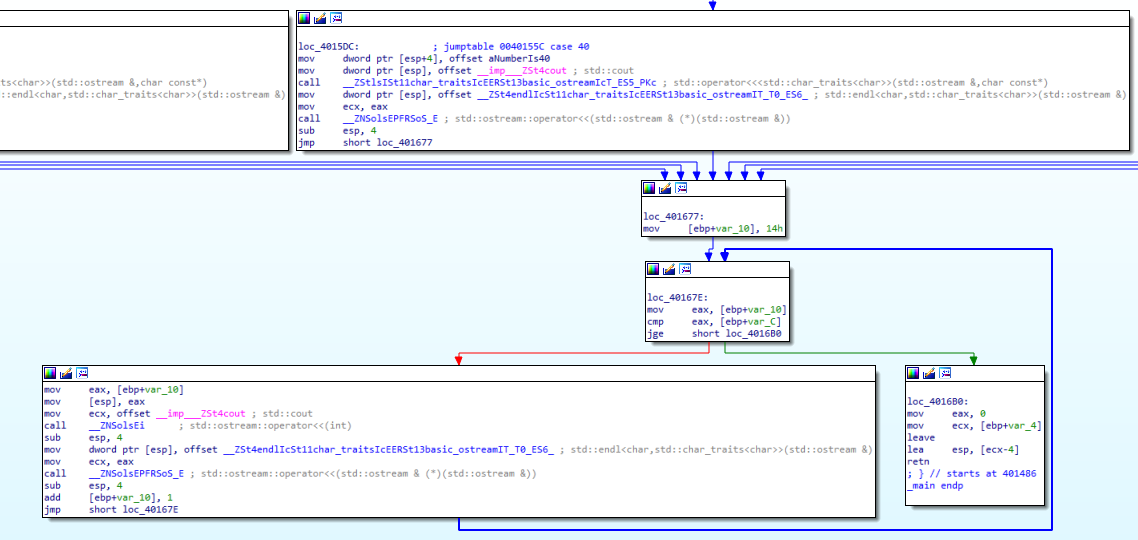 loc_4015DC: ; jumptable 0040155C case 40
mov dword ptr [esp+4], offset aNumberIs40
mov dword ptr [esp], offset __imp___ZSt4cout ; std::cout
call __ZStlsISt11char_traitsIcEERSt13basic_ostreamIcT_ES5_PKc ; std::operator<<<std::char_traits<char>>(std::ostream &,char const*)
mov dword ptr [esp], offset __ZSt4endlIcSt11char_traitsIcEERSt13basic_ostreamIT_T0_ES6_ ; std::endl<char,std::char_traits<char>>(std::ostream &)
mov ecx, eax
call __ZNSolsEPFRSoS_E ; std::ostream::operator<<(std::ostream & (*)(std::ostream &))
sub esp, 4
jmp short loc_401677
its<char>>(std::ostream &,char const*)
::endl<char,std::char_traits<char>>(std::ostream &)
loc_401677:
mov [ebp+var_10], 14h
loc_40167E:
mov eax, [ebp+var_10]
cmp eax, [ebp+var_C]
jge short loc_4016B0
mov eax, [ebp+var_10]
mov [esp], eax
mov ecx, offset __imp___ZSt4cout ; std::cout
call __ZNSolsEi ; std::ostream::operator<<(int)
sub esp, 4
mov dword ptr [esp], offset __ZSt4endlIcSt11char_traitsIcEERSt13basic_ostreamIT_T0_ES6_ ; std::endl<char,std::char_traits<char>>(std::ostream &)
mov ecx, eax
call __ZNSolsEPFRSoS_E ; std::ostream::operator<<(std::ostream & (*)(std::ostream &))
sub esp, 4
add [ebp+var_10], 1
jmp short loc_40167E
loc_4016B0:
mov eax, 0
mov ecx, [ebp+var_4]
leave
lea esp, [ecx-4]
retn
; } // starts at 401486
_main endp